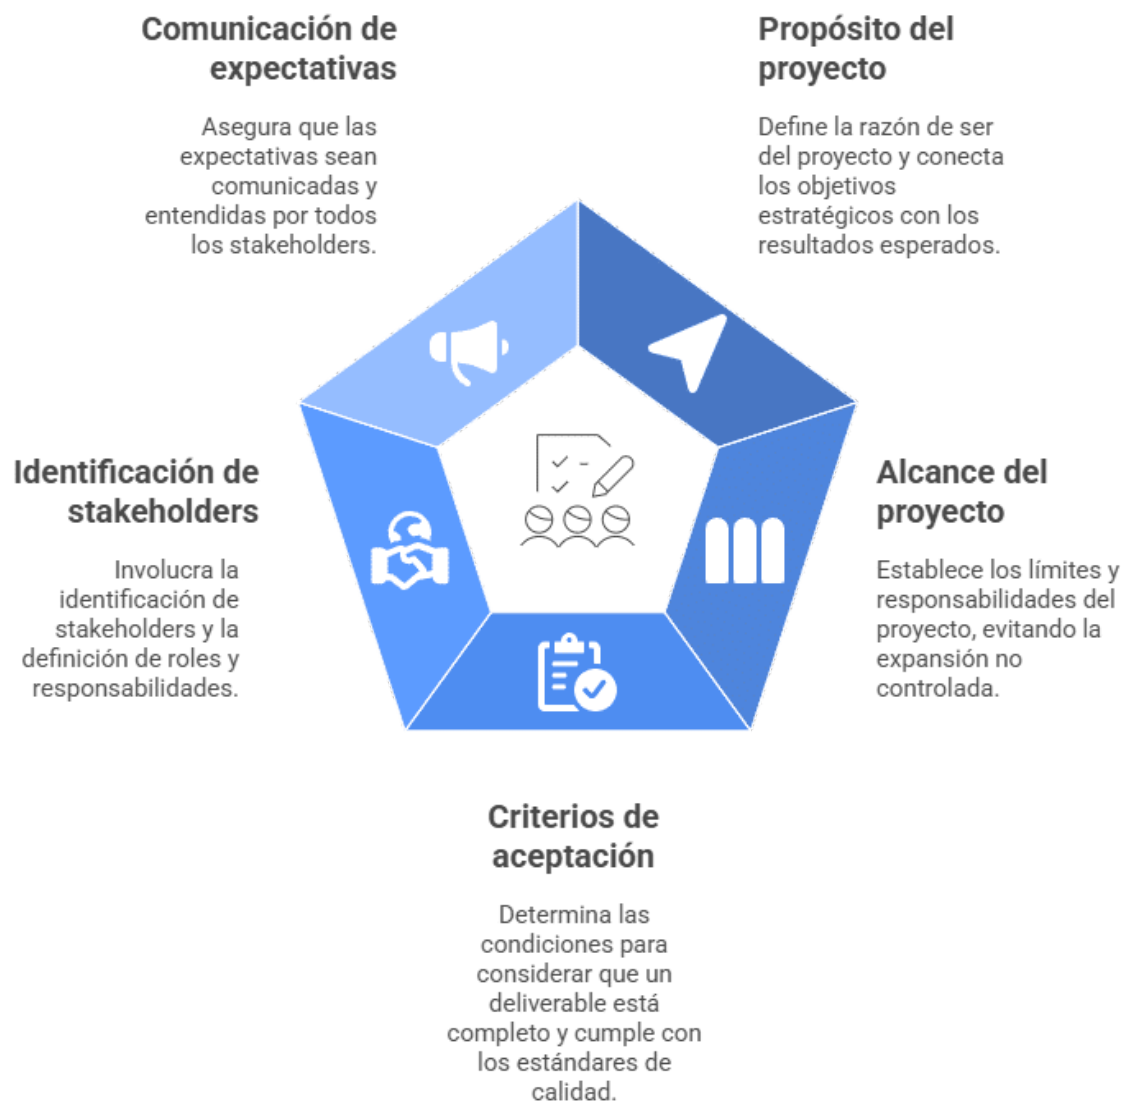 Comunicación de
expectativas
Asegura que las
expectativas sean
comunicadas y
entendidas por todos
los stakeholders.
Propósito del
proyecto
Define la razón de ser
del proyecto y conecta
los objetivos
estratégicos con los
resultados esperados.
Identificación de
stakeholders
Involucra la
identificación de
stakeholders y la
definición de roles y
responsabilidades.
Alcance del
proyecto
Establece los límites y
responsabilidades del
proyecto, evitando la
expansión no
controlada.
Criterios de
aceptación
Determina las
condiciones para
considerar que un
deliverable está
completo y cumple con
los estándares de
calidad.